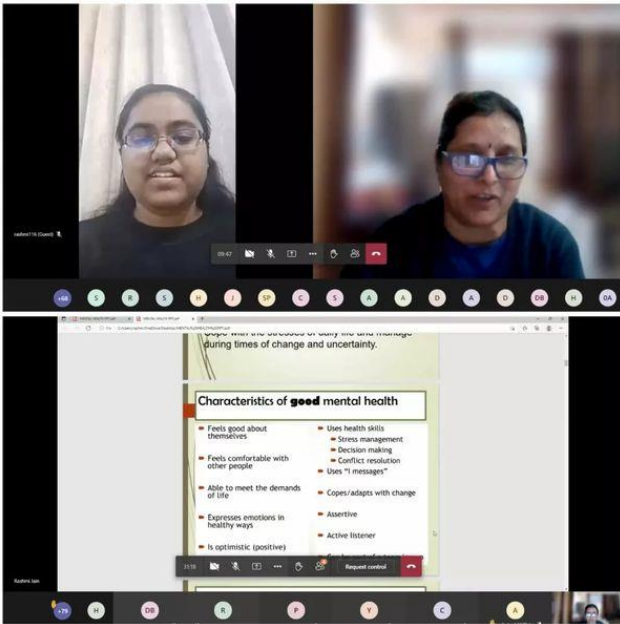 rashmi116 (Guest)
09:47
+68 S R S H J SP C S A A D A D DB H 0A
Cope with the stresses of daily life and manage
during times of change and uncertainty.
Characteristics of good mental health
Feels good about
themselves
Feels comfortable with
other people
Able to meet the demands
of life
Expresses emotions in
healthy ways
Is optimistic (positive)
Uses health skills
Stress management
Decision making
Conflict resolution
Uses “I messages”
Copes/adapts with change
Assertive
Active listener
31:18
Request control
Rashmi Jain
+79 H DB R P Y C A